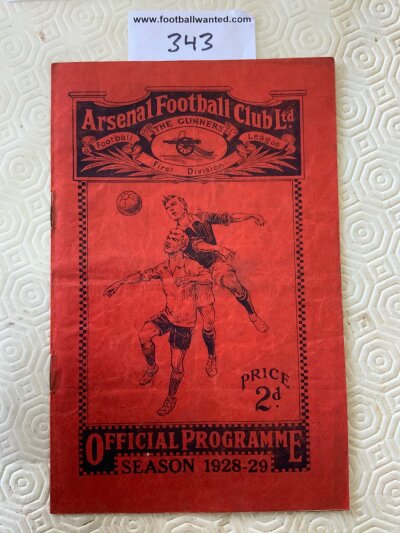 www.footballwanted.com
343
Arsenal Football Club Ltd.
THE GUNNERS
Football League
First Division
PRICE
2d.
OFFICIAL PROGRAMME
SEASON 1928-29